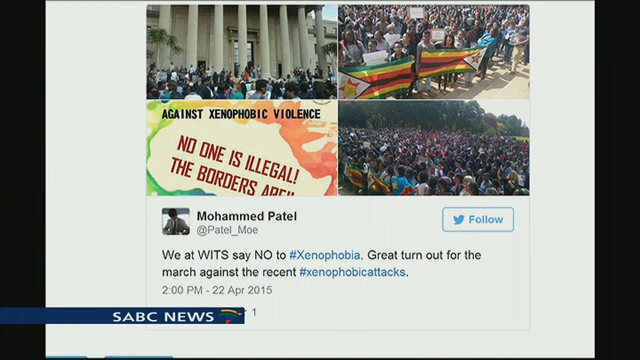 AGAINST XENOPHOBIC VIOLENCE
NO ONE IS ILLEGAL!
THE BORDERS ARE!!
Mohammed Patel
@Patel_Moe
Follow
We at WITS say NO to #Xenophobia. Great turn out for the
march against the recent #xenophobicattacks.
2:00 PM - 22 Apr 2015
1
SABC NEWS